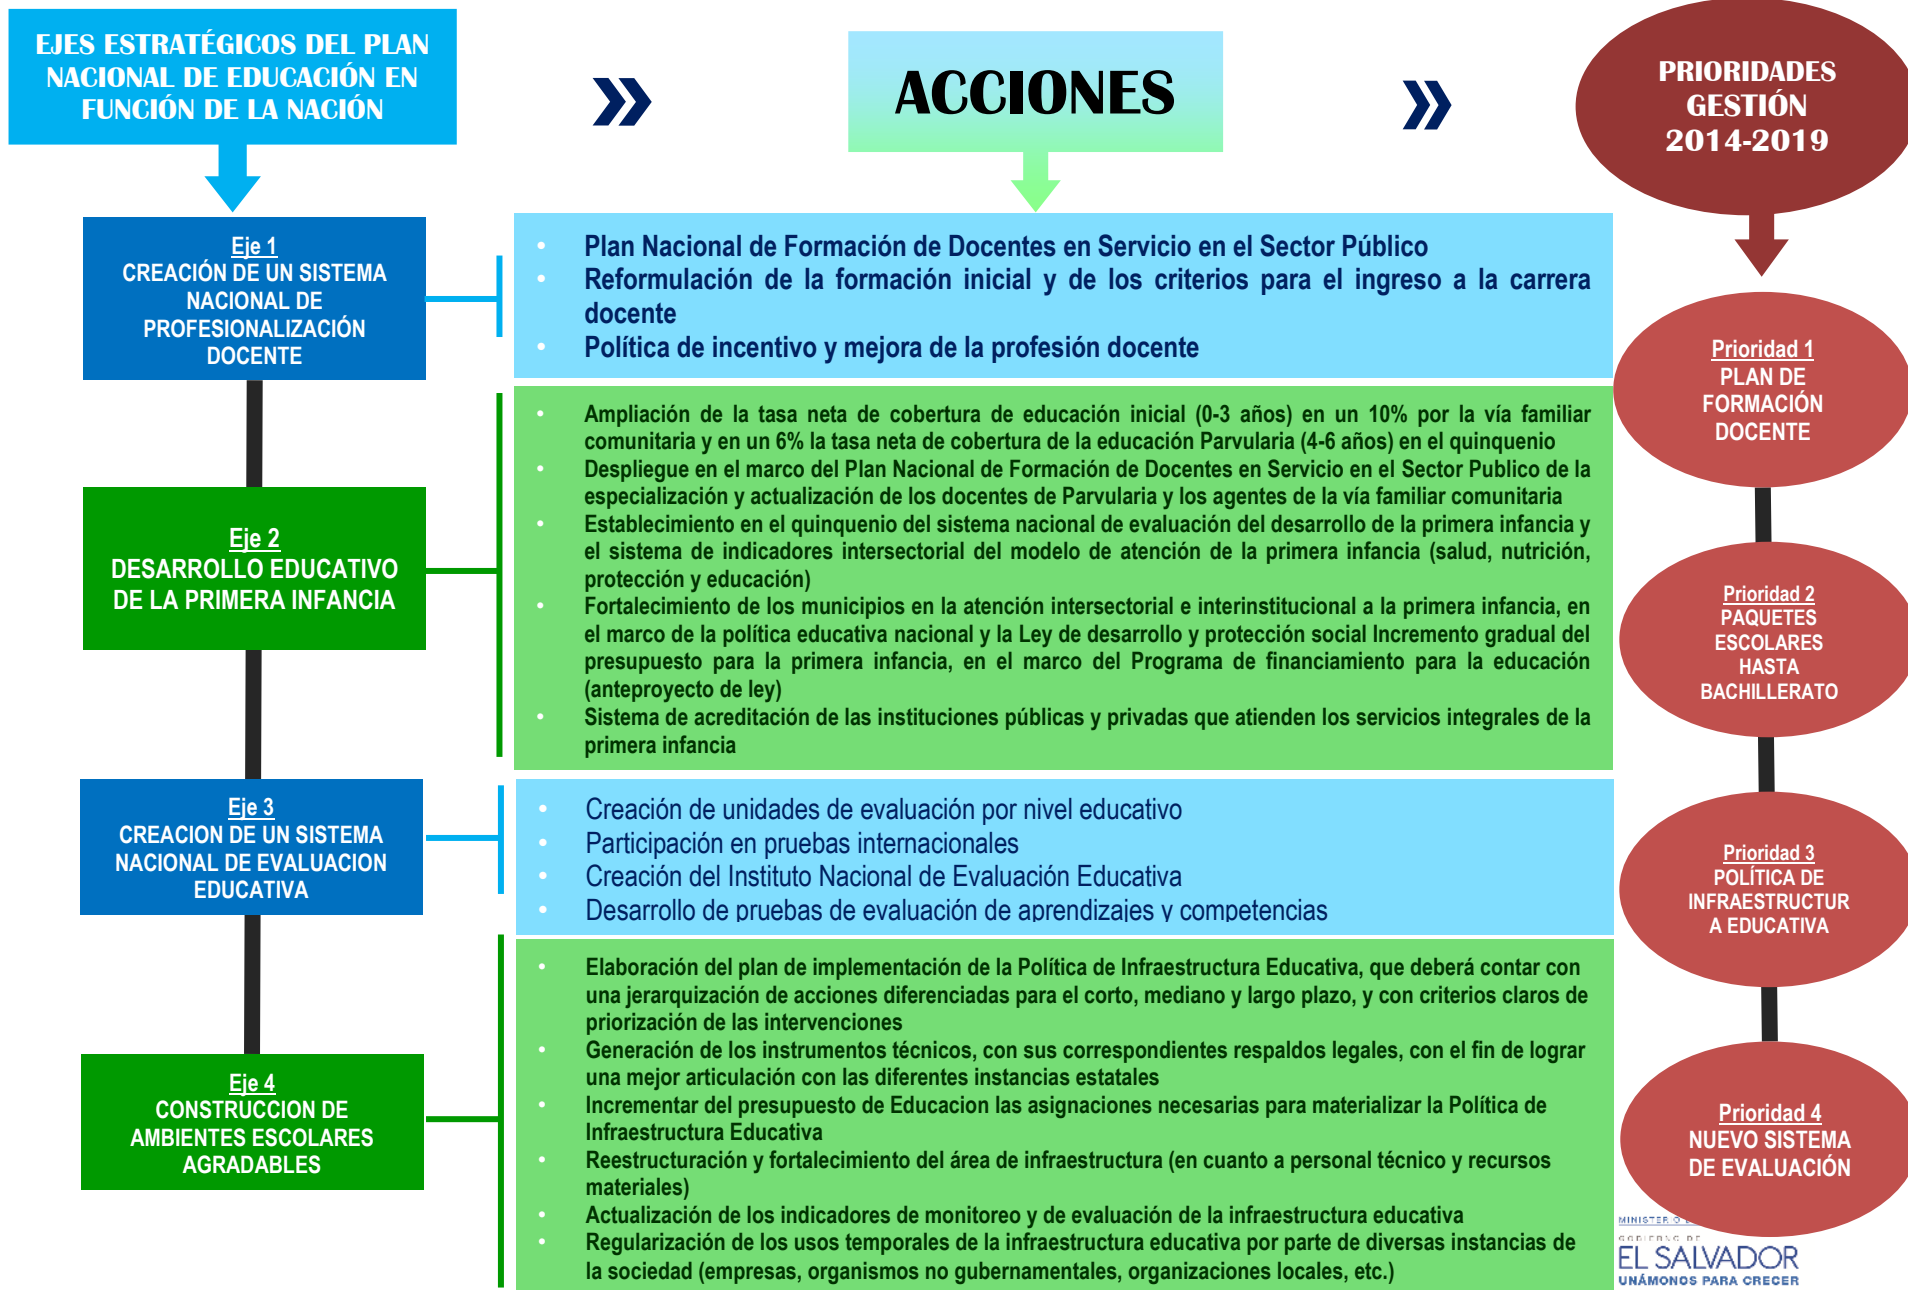 EJES ESTRATÉGICOS DEL PLAN
NACIONAL DE EDUCACIÓN EN
FUNCIÓN DE LA NACIÓN
»
ACCIONES
»
PRIORIDADES
GESTIÓN
2014-2019
Eje 1
CREACIÓN DE UN SISTEMA
NACIONAL DE
PROFESIONALIZACIÓN
DOCENTE
• Plan Nacional de Formación de Docentes en Servicio en el Sector Público
• Reformulación de la formación inicial y de los criterios para el ingreso a la carrera
docente
• Política de incentivo y mejora de la profesión docente
Eje 2
DESARROLLO EDUCATIVO
DE LA PRIMERA INFANCIA
• Ampliación de la tasa neta de cobertura de educación inicial (0-3 años) en un 10% por la vía familiar
comunitaria y en un 6% la tasa neta de cobertura de la educación Parvularia (4-6 años) en el quinquenio
• Despliegue en el marco del Plan Nacional de Formación de Docentes en Servicio en el Sector Publico de la
especialización y actualización de los docentes de Parvularia y los agentes de la vía familiar comunitaria
• Establecimiento en el quinquenio del sistema nacional de evaluación del desarrollo de la primera infancia y
el sistema de indicadores intersectorial del modelo de atención de la primera infancia (salud, nutrición,
protección y educación)
• Fortalecimiento de los municipios en la atención intersectorial e interinstitucional a la primera infancia, en
el marco de la política educativa nacional y la Ley de desarrollo y protección social Incremento gradual del
presupuesto para la primera infancia, en el marco del Programa de financiamiento para la educación
(anteproyecto de ley)
• Sistema de acreditación de las instituciones públicas y privadas que atienden los servicios integrales de la
primera infancia
Eje 3
CREACION DE UN SISTEMA
NACIONAL DE EVALUACION
EDUCATIVA
• Creación de unidades de evaluación por nivel educativo
• Participación en pruebas internacionales
• Creación del Instituto Nacional de Evaluación Educativa
• Desarrollo de pruebas de evaluación de aprendizajes y competencias
Eje 4
CONSTRUCCION DE
AMBIENTES ESCOLARES
AGRADABLES
• Elaboración del plan de implementación de la Política de Infraestructura Educativa, que deberá contar con
una jerarquización de acciones diferenciadas para el corto, mediano y largo plazo, y con criterios claros de
priorización de las intervenciones
• Generación de los instrumentos técnicos, con sus correspondientes respaldos legales, con el fin de lograr
una mejor articulación con las diferentes instancias estatales
• Incrementar del presupuesto de Educacion las asignaciones necesarias para materializar la Política de
Infraestructura Educativa
• Reestructuración y fortalecimiento del área de infraestructura (en cuanto a personal técnico y recursos
materiales)
• Actualización de los indicadores de monitoreo y de evaluación de la infraestructura educativa
• Regularización de los usos temporales de la infraestructura educativa por parte de diversas instancias de
la sociedad (empresas, organismos no gubernamentales, organizaciones locales, etc.)
Prioridad 1
PLAN DE
FORMACIÓN
DOCENTE
Prioridad 2
PAQUETES
ESCOLARES
HASTA
BACHILLERATO
Prioridad 3
POLÍTICA DE
INFRAESTRUCTUR
A EDUCATIVA
Prioridad 4
NUEVO SISTEMA
DE EVALUACIÓN
MINISTERIO
GOBIERNO DE
EL SALVADOR
UNÁMONOS PARA CRECER